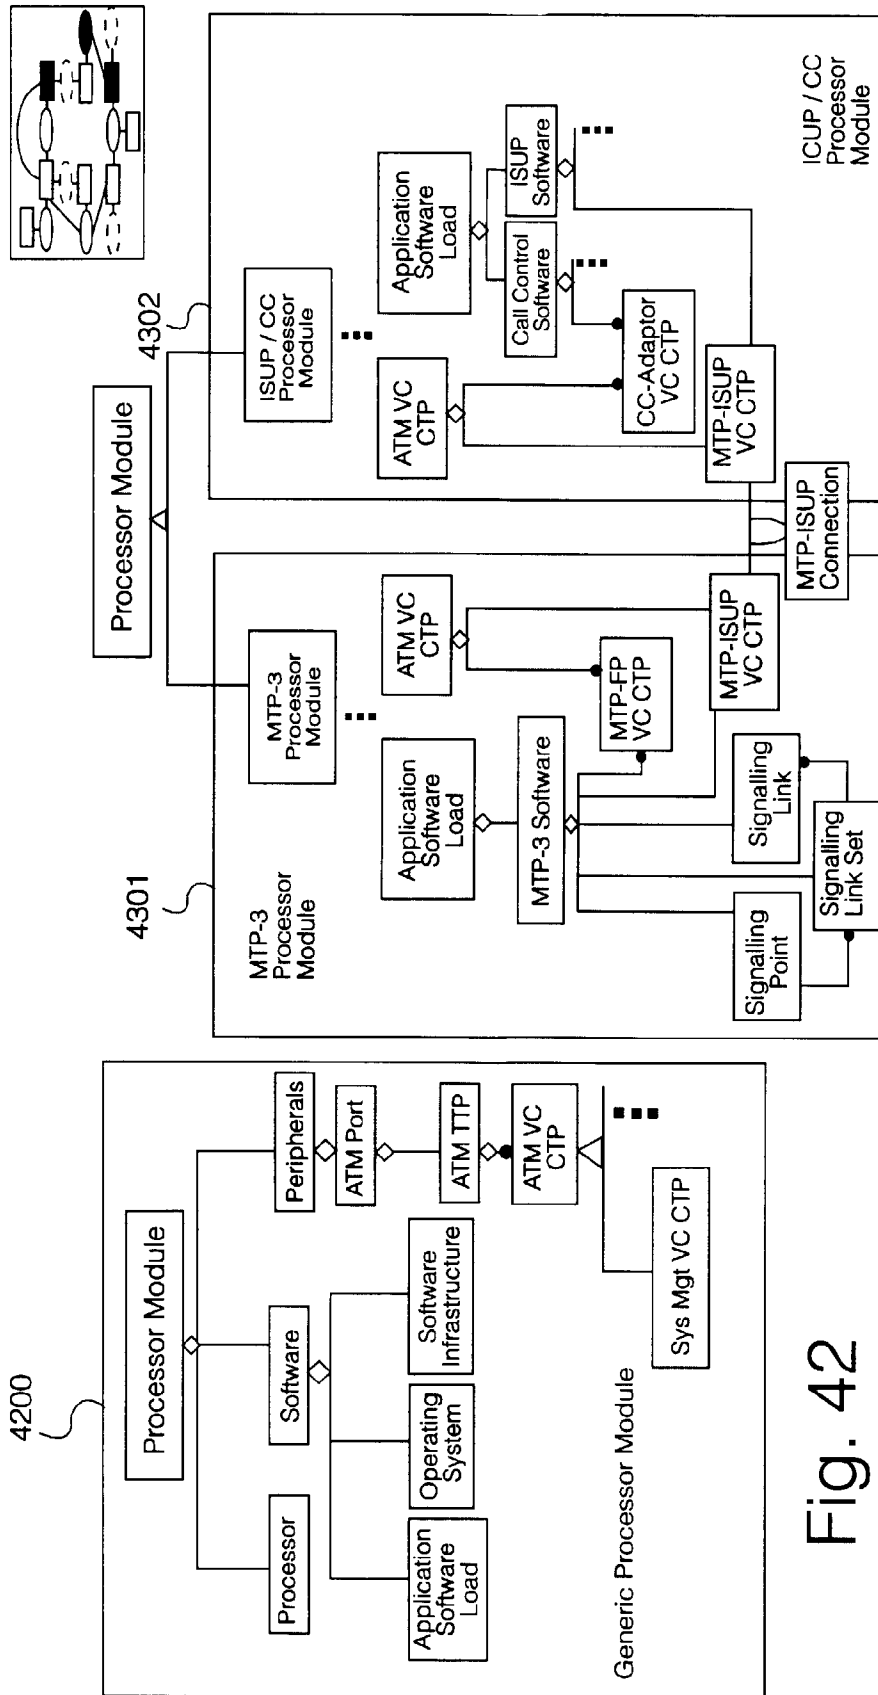 4200
Processor Module
Processor
Software
Peripherals
ATM Port
ATM TTP
ATM VC
CTP
Application
Software
Load
Operating
System
Software
Infrastructure
Sys Mgt VC CTP
Generic Processor Module
Fig. 42
Processor Module
4301
MTP-3
Processor
Module
MTP-3
Processor
Module
Application
Software
Load
ATM VC
CTP
MTP-3 Software
MTP-FP
VC CTP
MTP-ISUP
VC CTP
Signalling
Point
Signalling
Link Set
Signalling
Link
MTP-ISUP
Connection
4302
ISUP / CC
Processor
Module
ATM VC
CTP
Application
Software
Load
Call Control
Software
ISUP
Software
CC-Adaptor
VC CTP
MTP-ISUP
VC CTP
ICUP / CC
Processor
Module